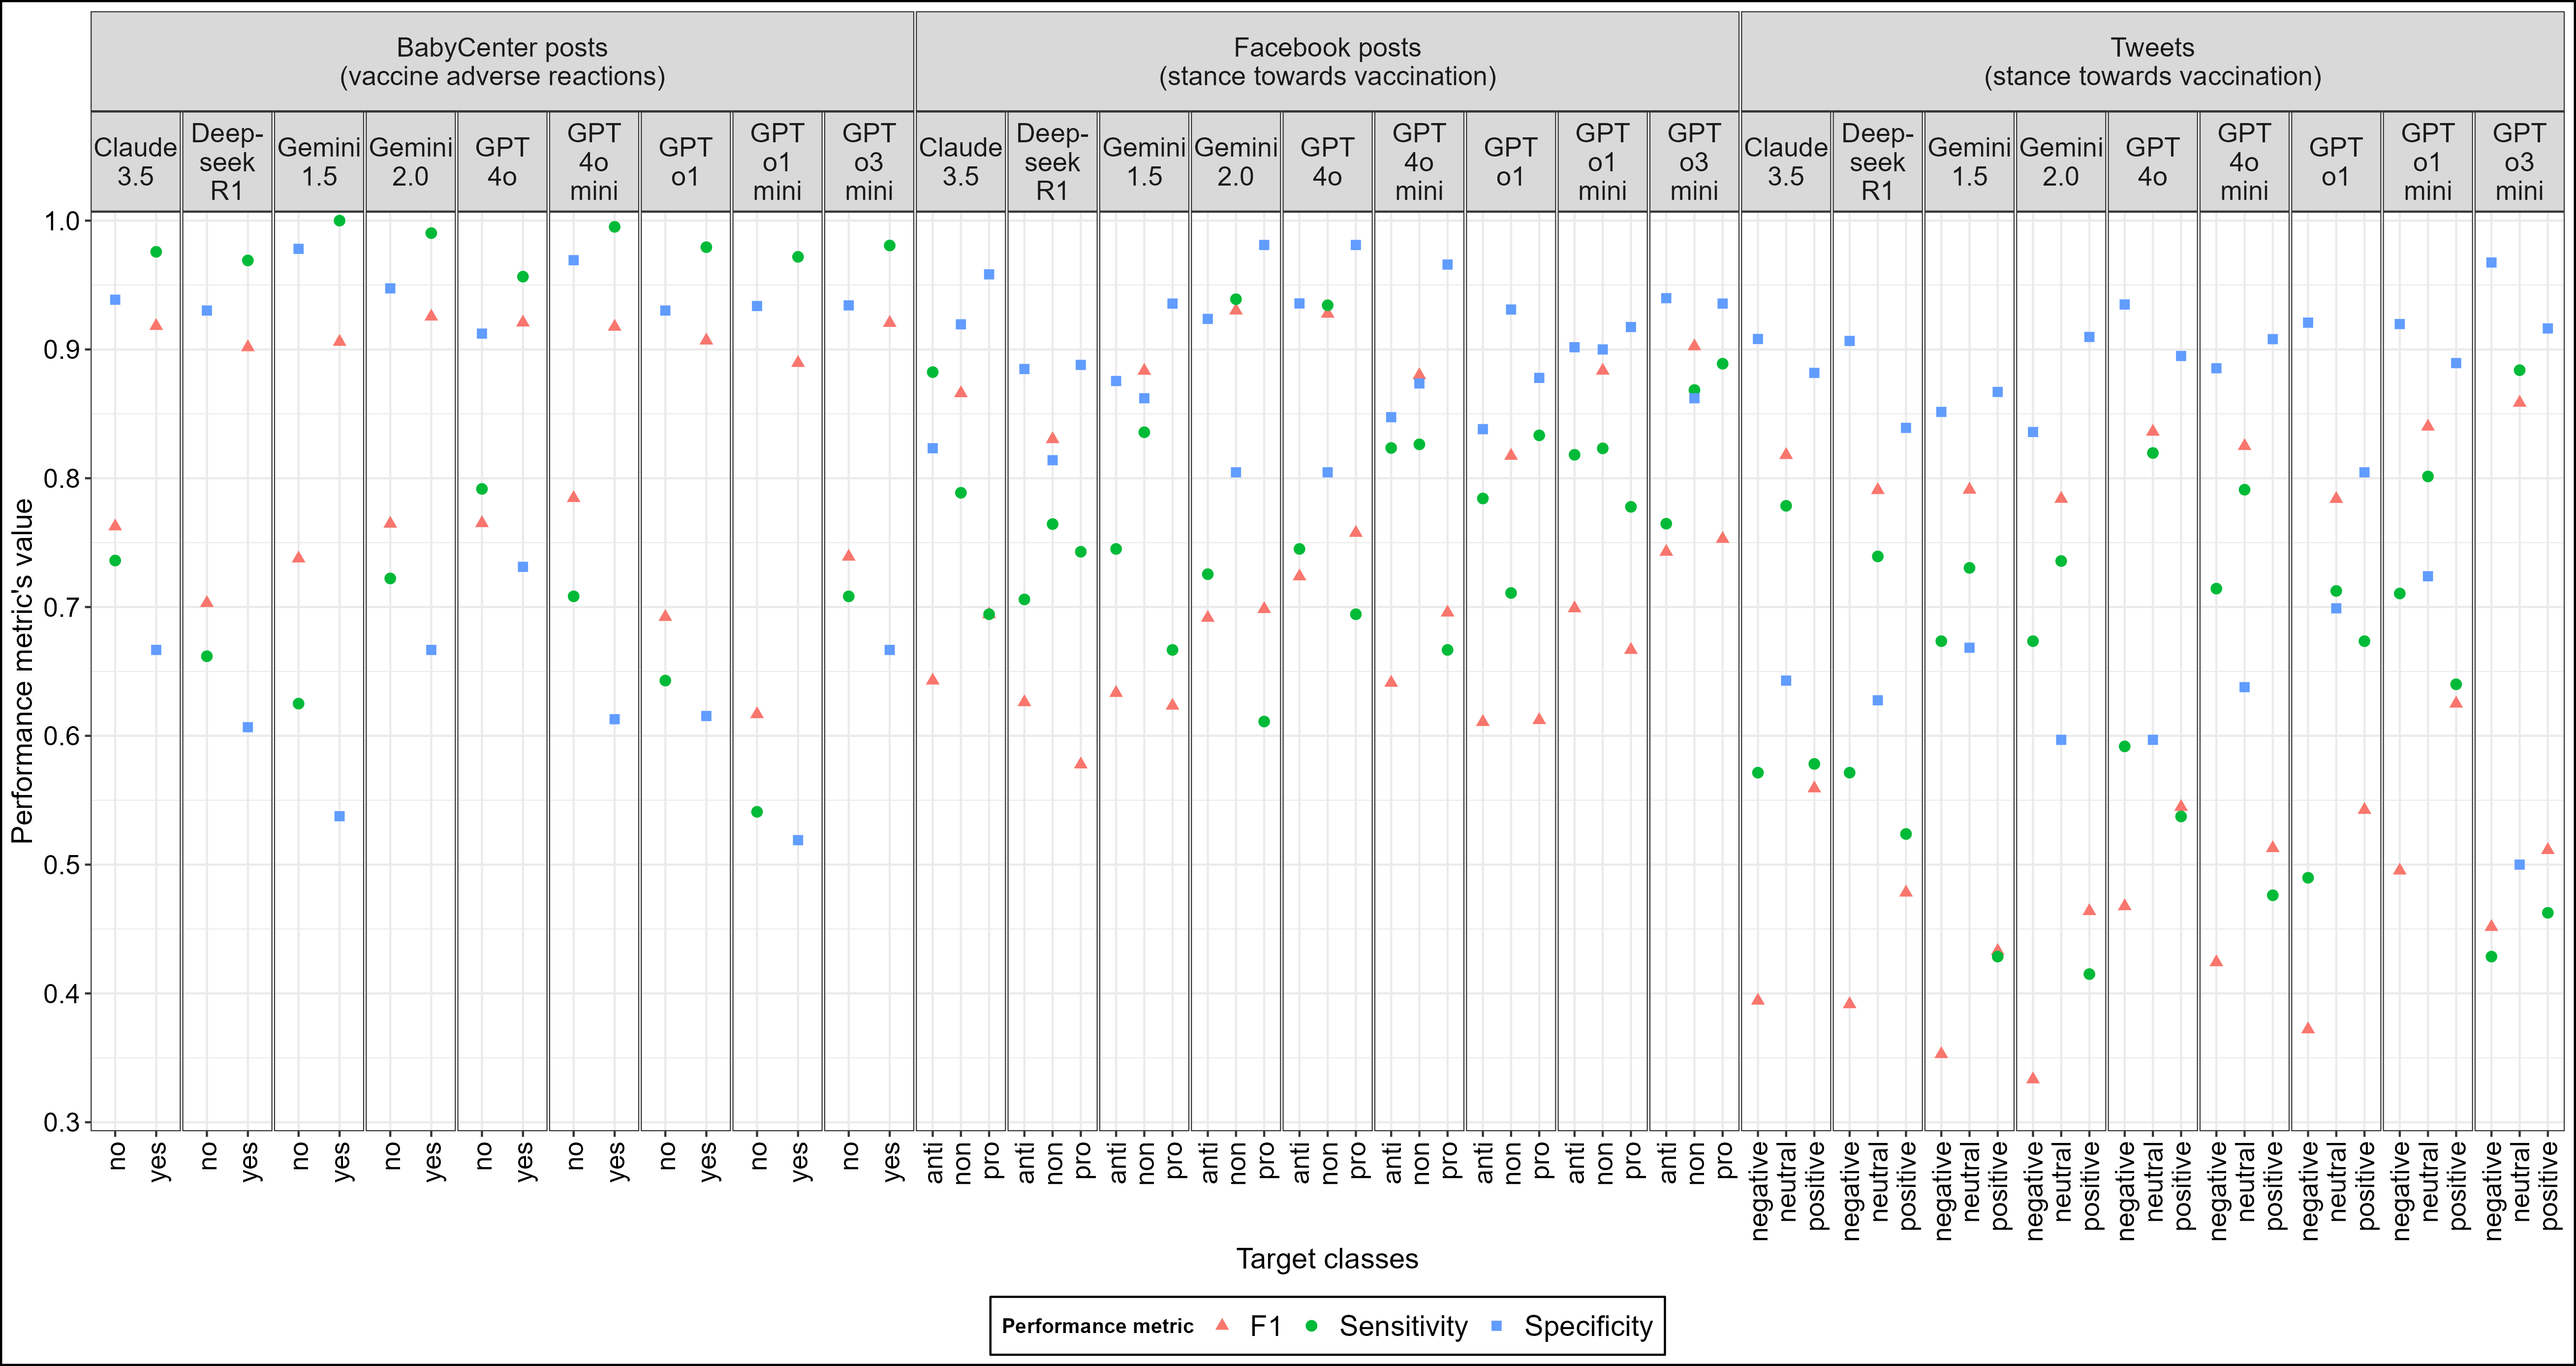 BabyCenter posts
(vaccine adverse reactions)
Facebook posts
(stance towards vaccination)
Tweets
(stance towards vaccination)
Claude
3.5
Deep-
seek
R1
Gemini
1.5
Gemini
2.0
GPT
4o
GPT
4o
mini
GPT
o1
GPT
o1
mini
GPT
o3
mini
Claude
3.5
Deep-
seek
R1
Gemini
1.5
Gemini
2.0
GPT
4o
GPT
4o
mini
GPT
o1
GPT
o1
mini
GPT
o3
mini
Claude
3.5
Deep-
seek
R1
Gemini
1.5
Gemini
2.0
GPT
4o
GPT
4o
mini
GPT
o1
GPT
o1
mini
GPT
o3
mini
Performance metric's value
1.0
0.9
0.8
0.7
0.6
0.5
0.4
0.3
no
yes
no
yes
no
yes
no
yes
no
yes
no
yes
no
yes
no
yes
no
yes
anti
non
pro
anti
non
pro
anti
non
pro
anti
non
pro
anti
non
pro
anti
non
pro
anti
non
pro
anti
non
pro
anti
non
pro
negative
neutral
positive
negative
neutral
positive
negative
neutral
positive
negative
neutral
positive
negative
neutral
positive
negative
neutral
positive
negative
neutral
positive
negative
neutral
positive
negative
neutral
positive
Target classes
Performance metric F1 Sensitivity Specificity